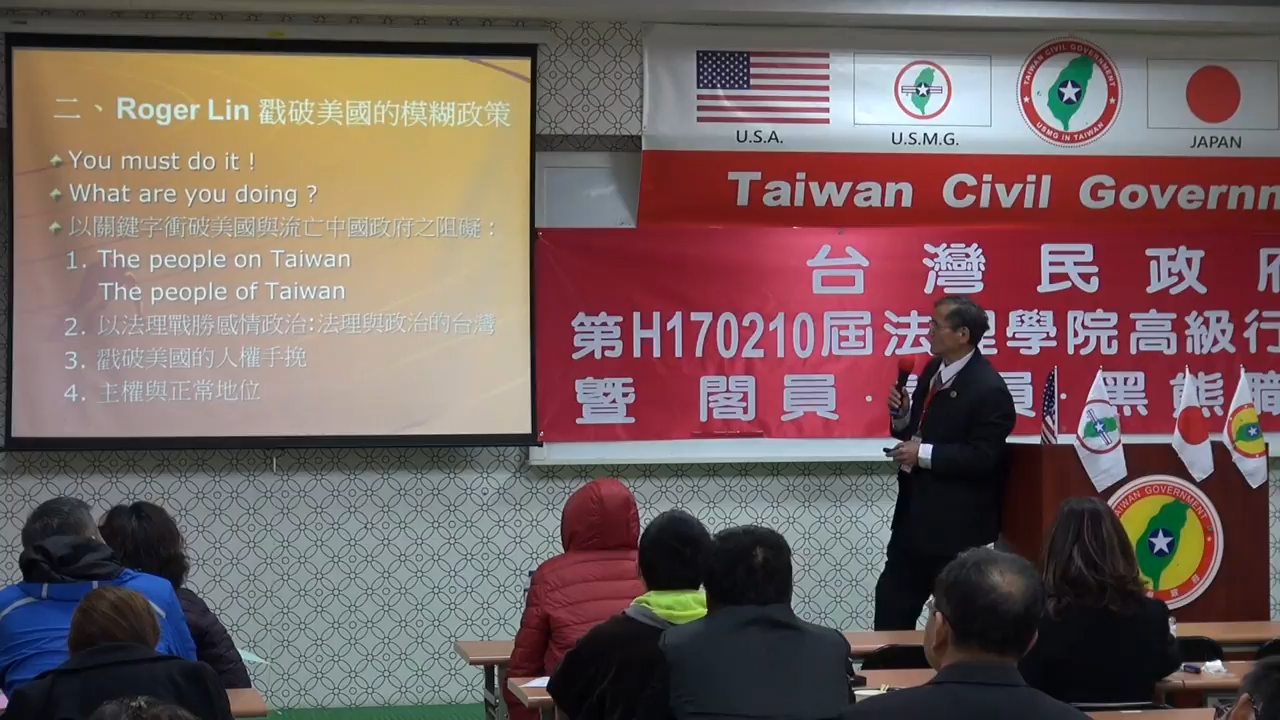 二、Roger Lin 戳破美國的模糊政策
You must do it !
What are you doing ?
以關鍵字衝破美國與流亡中國政府之阻礙：
1. The people on Taiwan
The people of Taiwan
2. 以法理戰勝感情政治:法理與政治的台灣
3. 戳破美國的人權手挽
4. 主權與正常地位
U.S.A.
U.S.M.G.
TAIWAN CIVIL GOVERNMENT
USMG IN TAIWAN
JAPAN
Taiwan Civil Governm
台灣民政府
第H170210屆法理學院高級行
暨 閣員· 員·黑熊職
TAIWAN GOVERNMENT